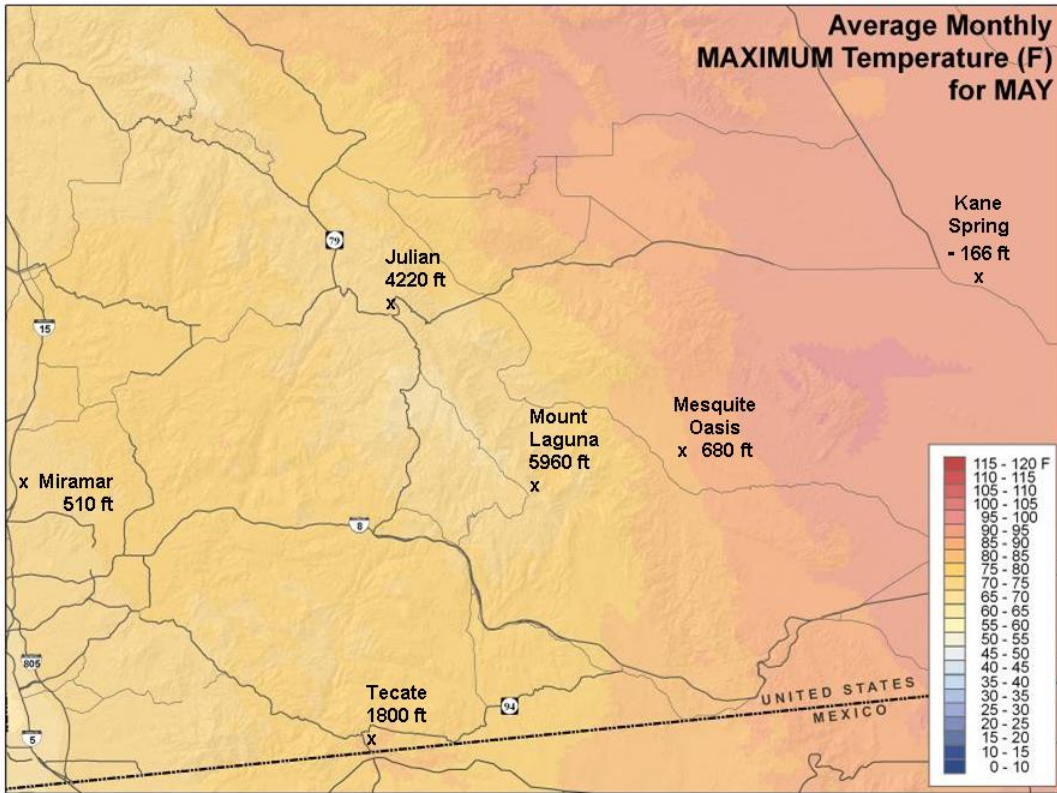 Average Monthly
MAXIMUM Temperature (F)
for MAY
Kane
Spring
- 166 ft
x
79
Julian
4220 ft
x
15
Mount
Laguna
5960 ft
x
Mesquite
Oasis
x 680 ft
x Miramar
510 ft
8
805
Tecate
1800 ft
x
94
5
UNITED STATES
MEXICO
115 - 120 F
110 - 115
105 - 110
100 - 105
95 - 100
90 - 95
85 - 90
80 - 85
75 - 80
70 - 75
65 - 70
60 - 65
55 - 60
50 - 55
45 - 50
40 - 45
35 - 40
30 - 35
25 - 30
20 - 25
15 - 20
10 - 15
0 - 10